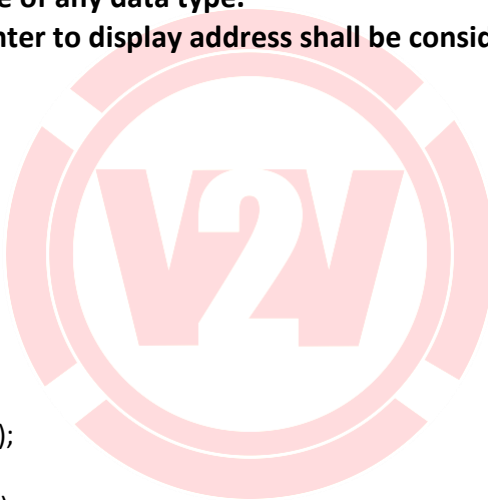 e of any data type.
nter to display address shall be consid
V2V
);